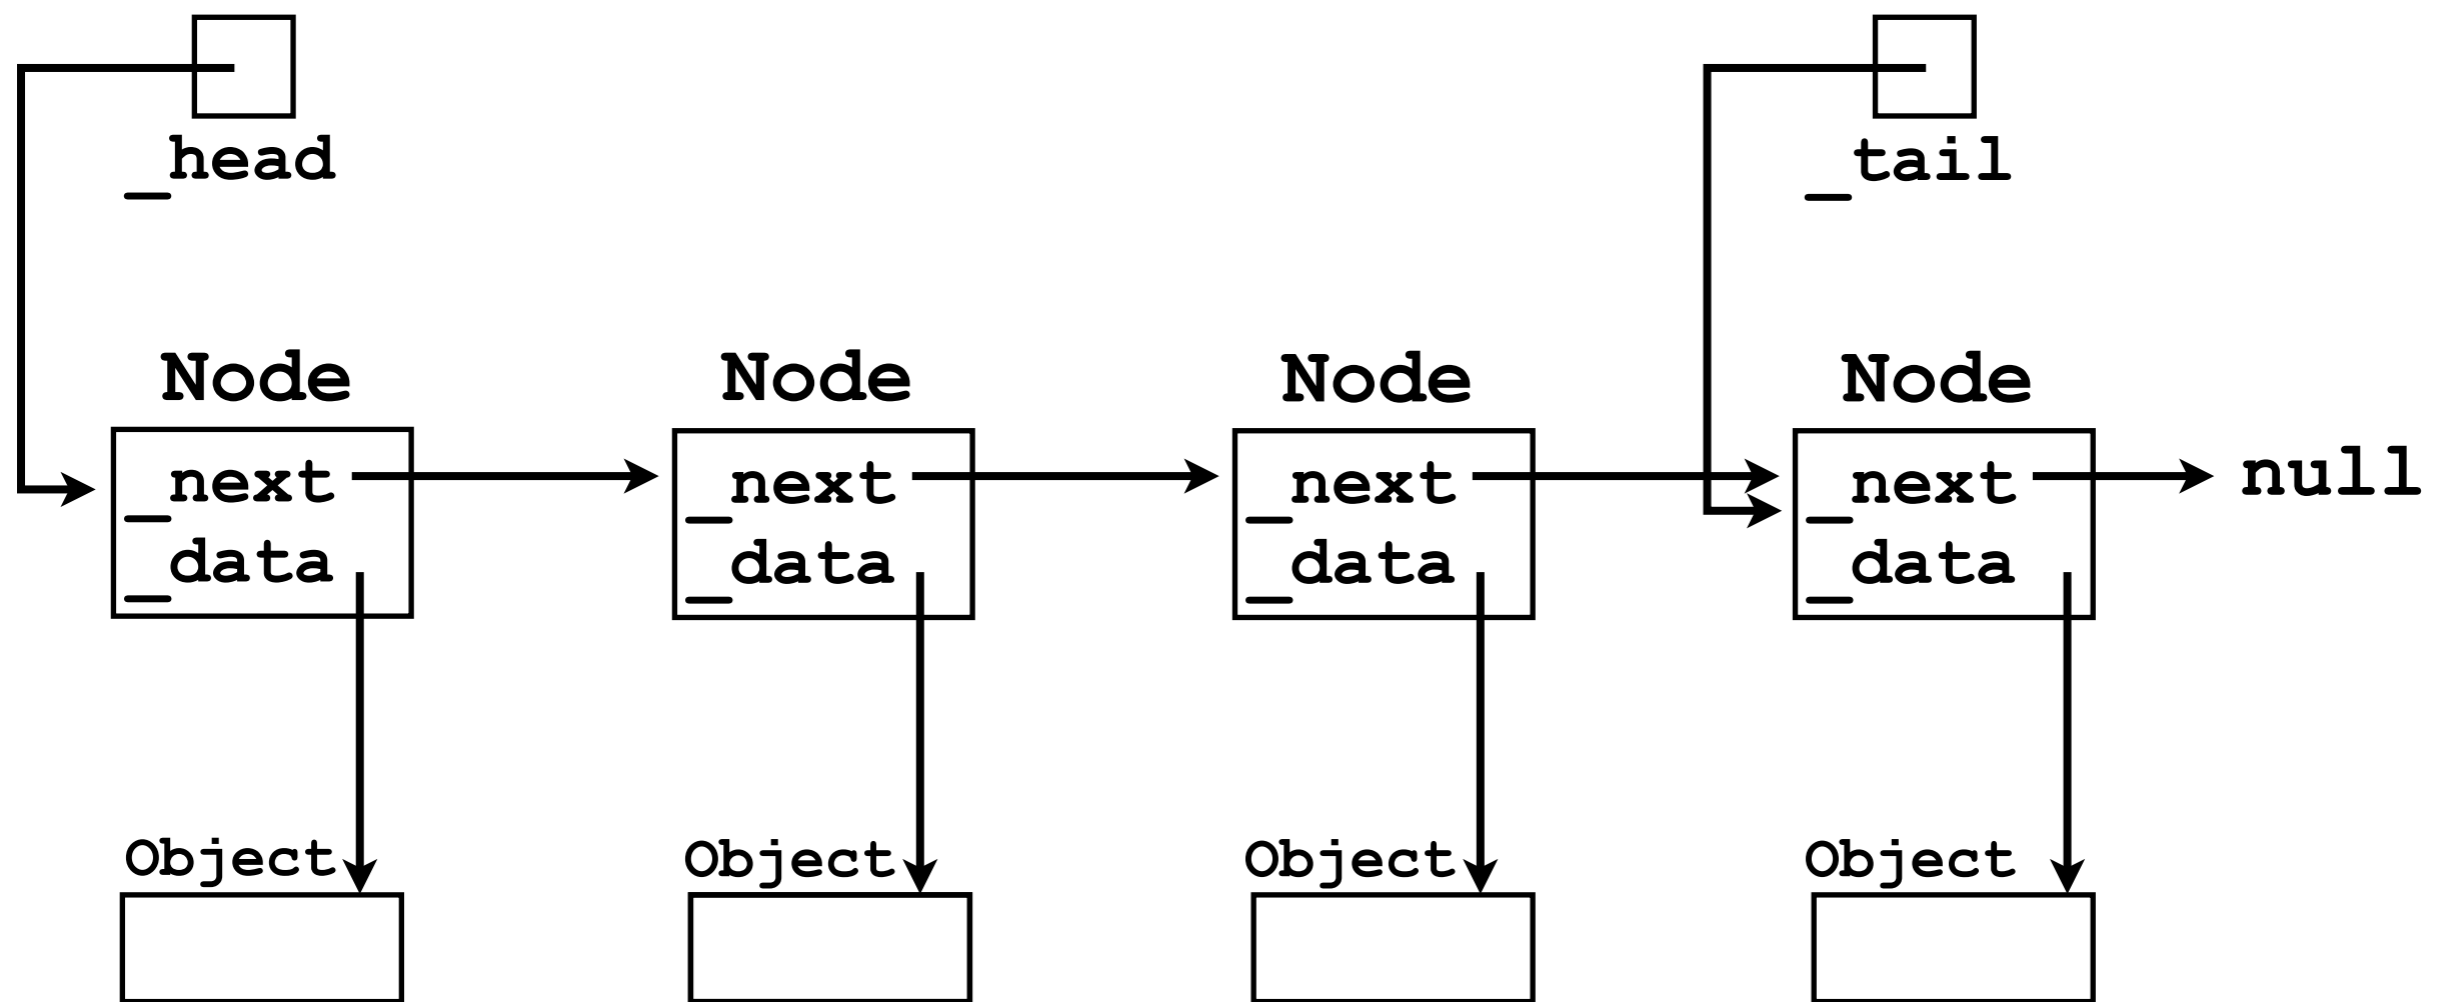 _head
_tail
Node
Node
Node
Node
_next
_data
_next
_data
_next
_data
_next
_data
null
Object
Object
Object
Object